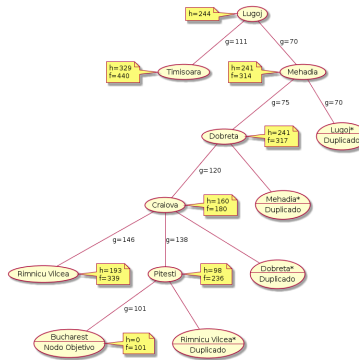 h=244
Lugoj
g=111
g=70
h=329
f=440
Timisoara
h=241
f=314
Mehadia
g=75
g=70
Dobreta
h=241
f=317
Lugoj*
Duplicado
g=120
Craiova
h=160
f=180
Mehadia*
Duplicado
g=146
g=138
Rimnicu Vilcea
h=193
f=339
Pitesti
h=98
f=236
Dobreta*
Duplicado
g=101
Bucharest
Nodo Objetivo
h=0
f=101
Rimnicu Vilcea*
Duplicado